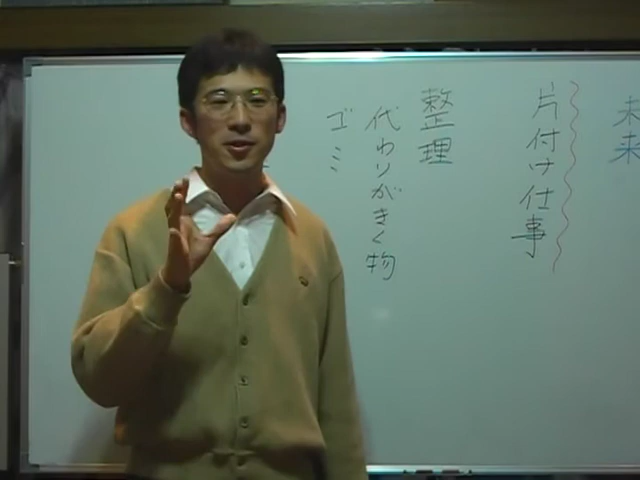 未来
片付け仕事
整理
代わりがきく物
ゴミ